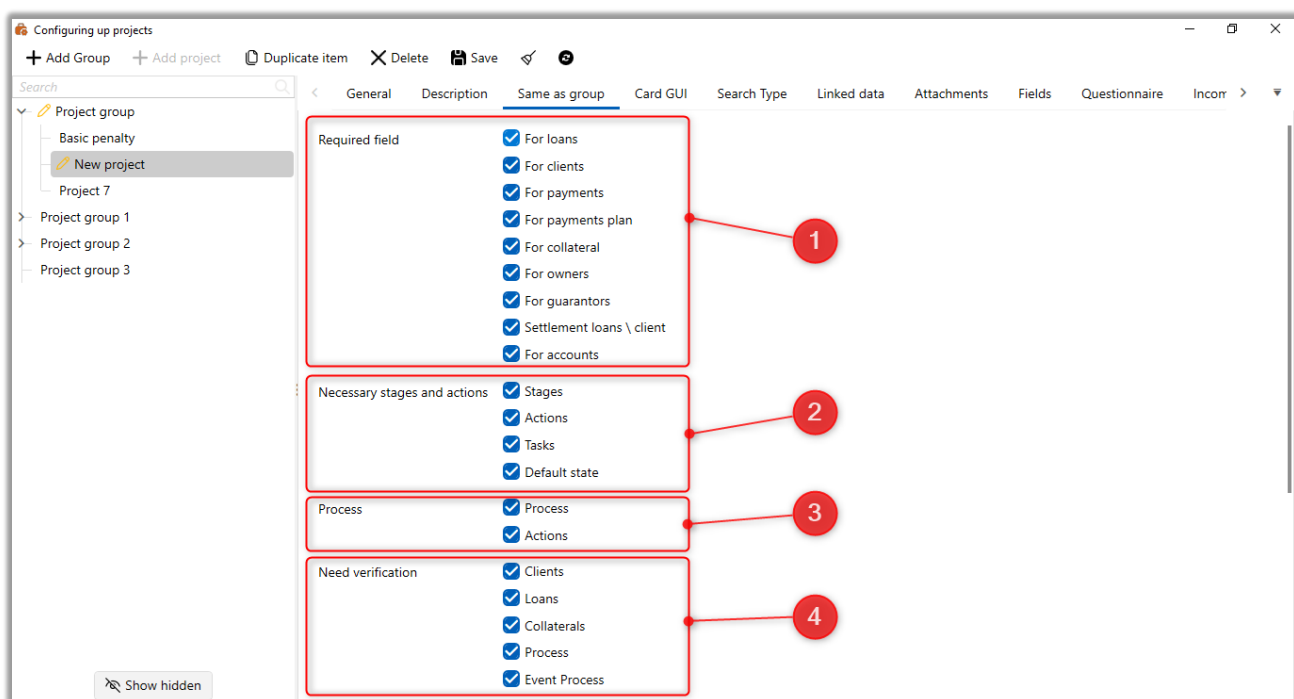 Configuring up projects
Add Group Add project Duplicate item Delete Save
Search
General Description Same as group Card GUI Search Type Linked data Attachments Fields Questionnaire Incom
Project group
Basic penalty
New project
Project 7
Project group 1
Project group 2
Project group 3
Show hidden
Required field
For loans
For clients
For payments
For payments plan
For collateral
For owners
For guarantors
Settlement loans \ client
For accounts
1
Necessary stages and actions
Stages
Actions
Tasks
Default state
2
Process
Process
Actions
3
Need verification
Clients
Loans
Collaterals
Process
Event Process
4